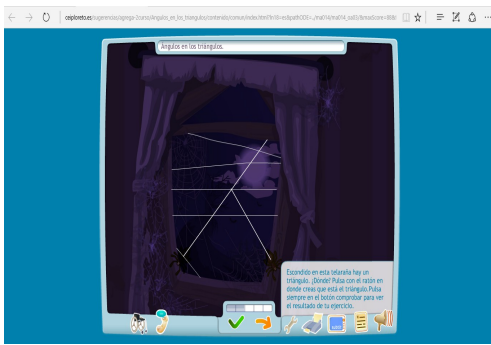 Ángulos en los triángulos.
Escondido en esta telaraña hay un
triángulo. ¿Dónde? Pulsa con el ratón en
donde creas que está el triángulo. Pulsa
siempre en el botón comprobar para ver
el resultado de tu ejercicio.